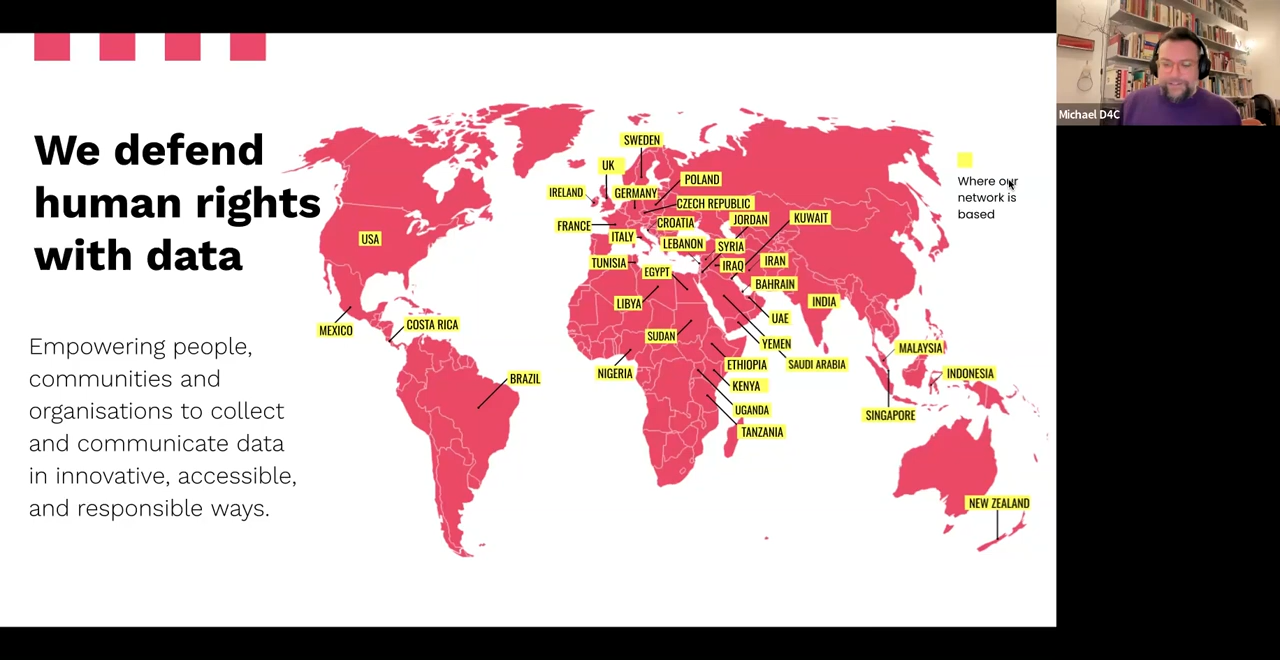 We defend
human rights
with data
Empowering people,
communities and
organisations to collect
and communicate data
in innovative, accessible,
and responsible ways.
SWEDEN
UK
POLAND
IRELAND
GERMANY
CZECH REPUBLIC
FRANCE
CROATIA
JORDAN
KUWAIT
ITALY
LEBANON
SYRIA
USA
TUNISIA
EGYPT
IRAQ
IRAN
BAHRAIN
LIBYA
INDIA
UAE
MEXICO
COSTA RICA
SUDAN
YEMEN
NIGERIA
ETHIOPIA
SAUDI ARABIA
MALAYSIA
BRAZIL
KENYA
INDONESIA
UGANDA
SINGAPORE
TANZANIA
NEW ZEALAND
Where our
network is
based
Michael D4C